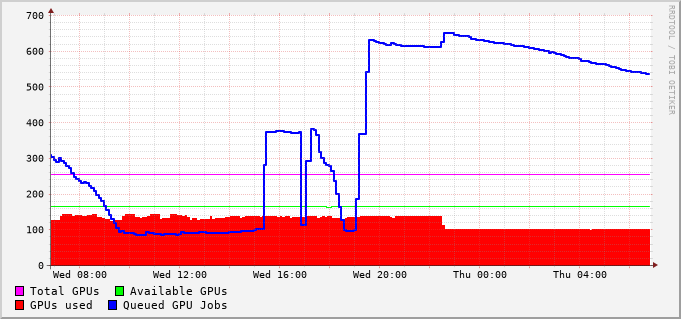 700
600
500
400
300
200
100
0
Wed 08:00 Wed 12:00 Wed 16:00 Wed 20:00 Thu 00:00 Thu 04:00
Total GPUs Available GPUs
GPUs used Queued GPU Jobs
RRDTOOL / TOBI OETIKER